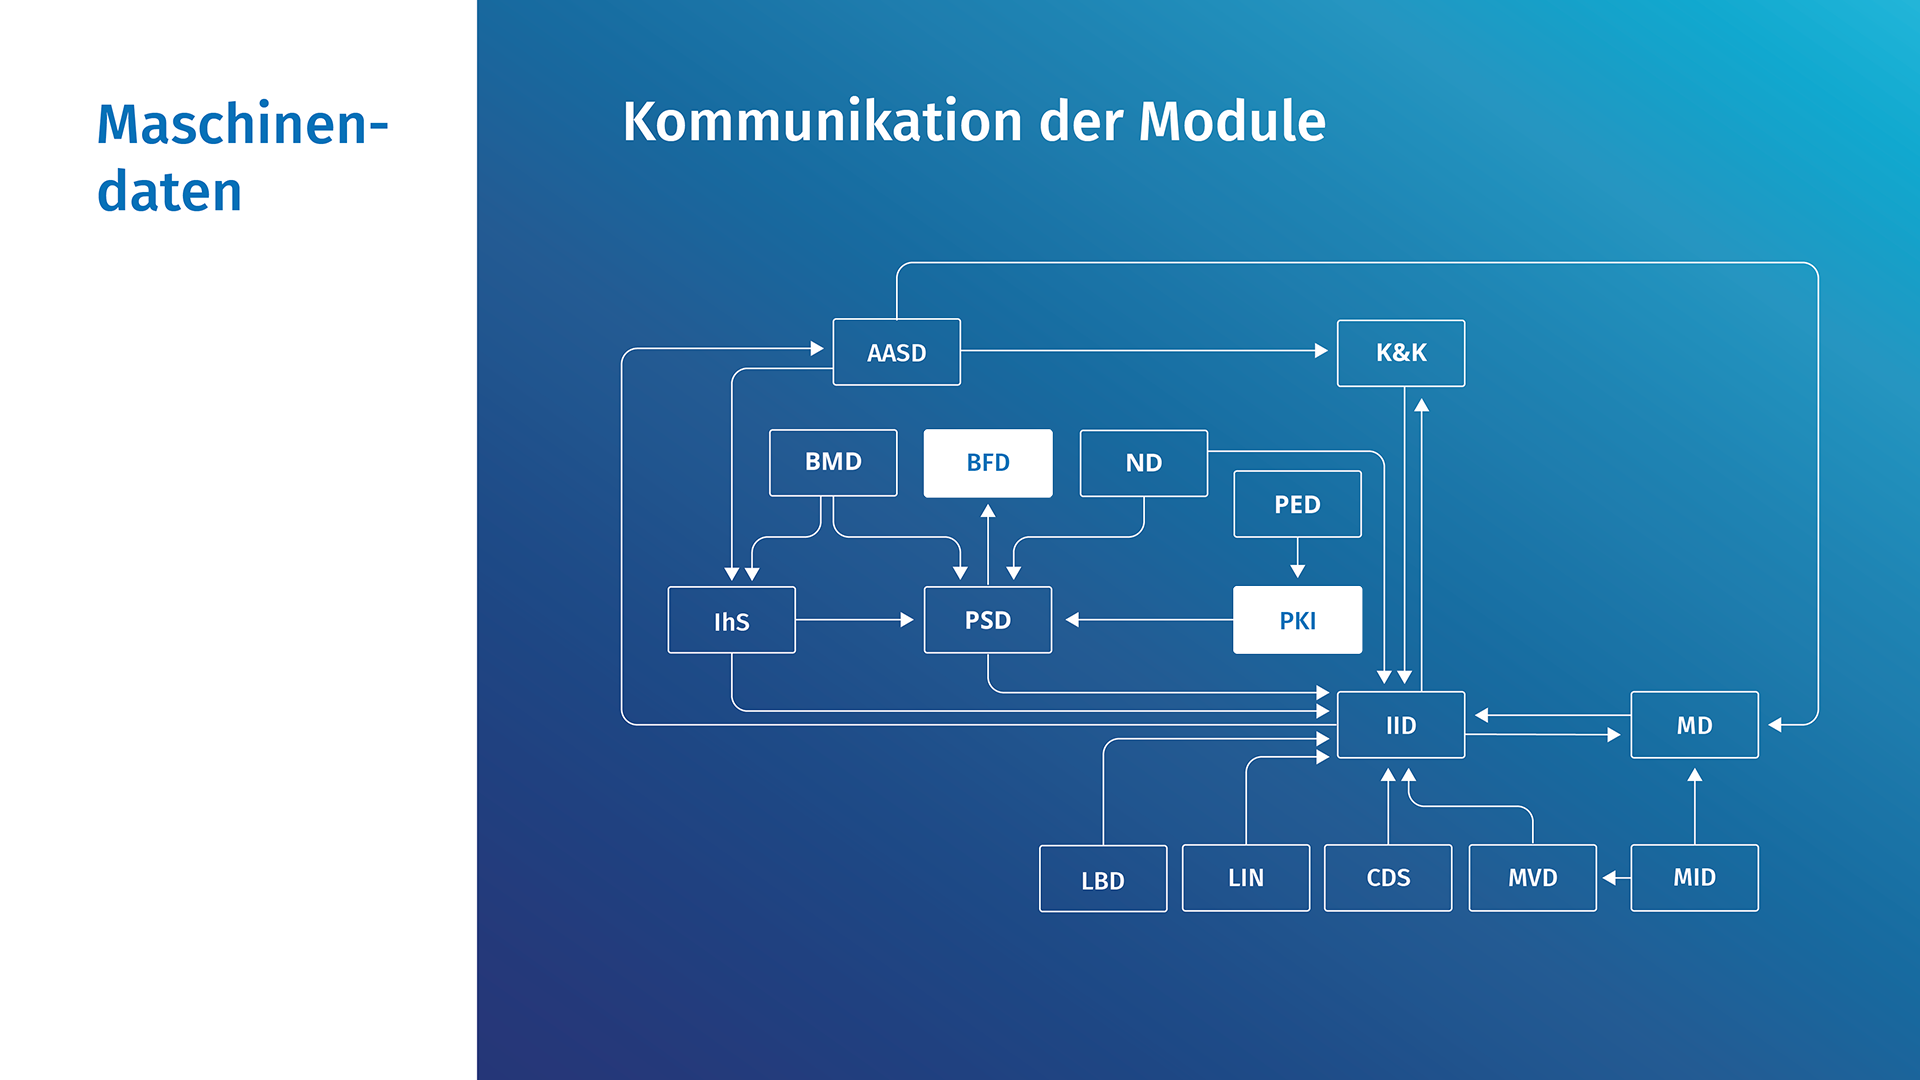 Maschinen-
daten
Kommunikation der Module
AASD
K&K
BMD
BFD
ND
PED
IhS
PSD
PKI
IID
MD
LBD
LIN
CDS
MVD
MID